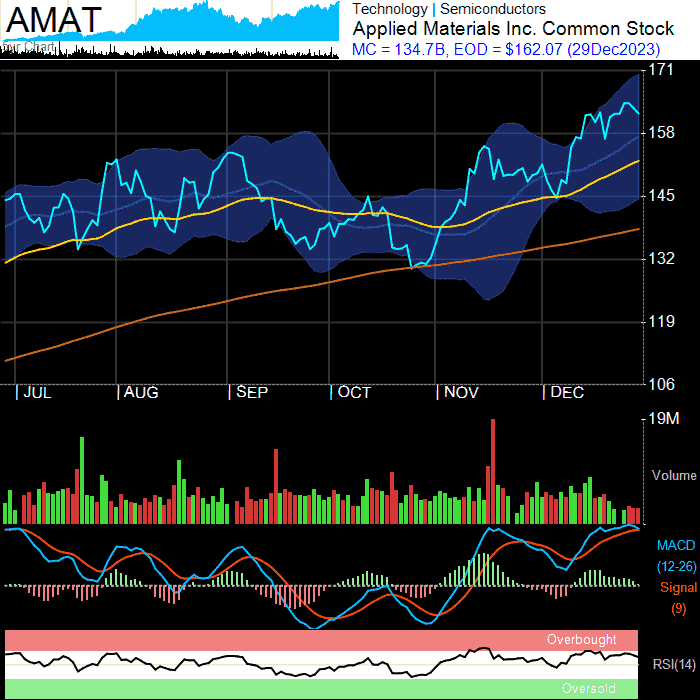 AMAT
Technology | Semiconductors
Applied Materials Inc. Common Stock
MC = 134.7B, EOD = $162.07 (29Dec2023)
171
158
145
132
119
106
JUL
AUG
SEP
OCT
NOV
DEC
19M
Volume
MACD
(12-26)
Signal
(9)
Overbought
RSI(14)
Oversold